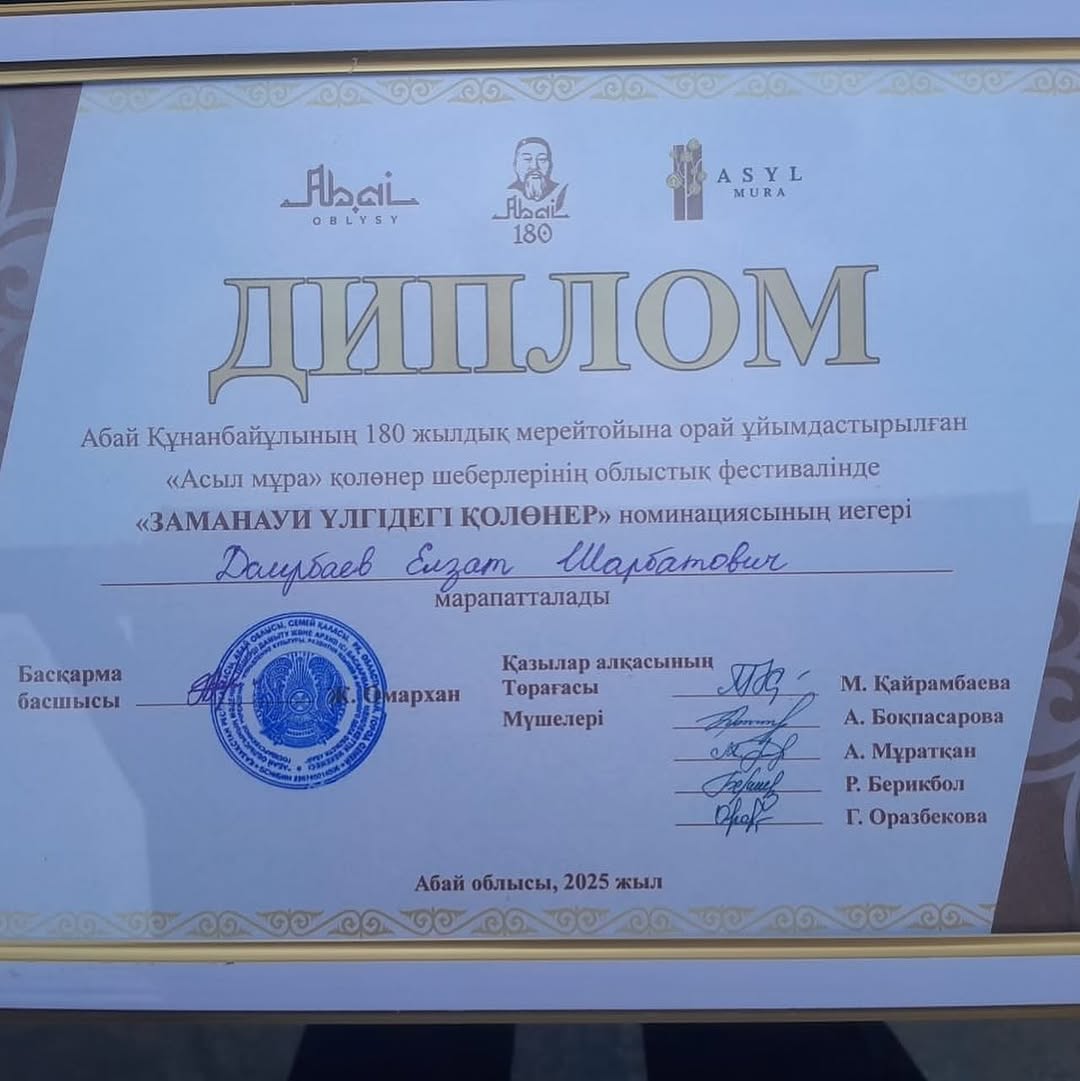 Abai
OBLYSY
Abai
180
ASYL
MURA
ДИПЛОМ
Абай Құнанбайұлының 180 жылдық мерейтойына орай ұйымдастырылған
«Асыл мұра» қолөнер шеберлерінің облыстық фестивалінде
«ЗАМАНАУИ ҮЛГІДЕГІ ҚОЛӨНЕР» номинациясының иегері
Даирбаев Елзат Шарбатович
марапатталады
Басқарма
басшысы Ж. Омархан
Қазылар алқасының
Төрағасы М. Қайрамбаева
Мүшелері А. Боқпасарова
А. Мұратқан
Р. Берикбол
Г. Оразбекова
Абай облысы, 2025 жыл